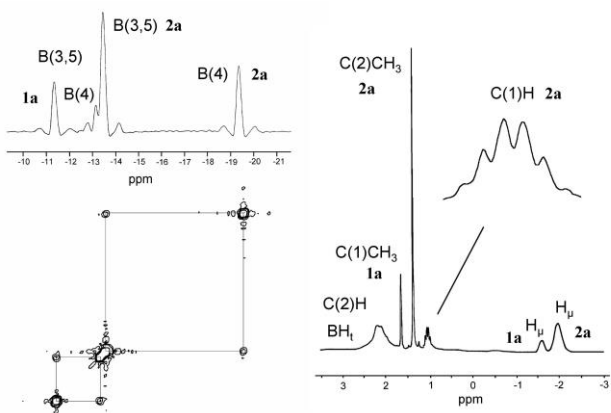 B(3,5) 2a
B(3,5)
1a
B(4)
B(4)
2a
-10 -11 -12 -13 -14 -15 -16 -17 -18 -19 -20 -21
ppm
C(2)CH3
2a
C(1)H 2a
C(1)CH3
1a
C(2)H
BHt
1a
Hμ
Hμ
2a
3 2 1 0 -1 -2 -3
ppm